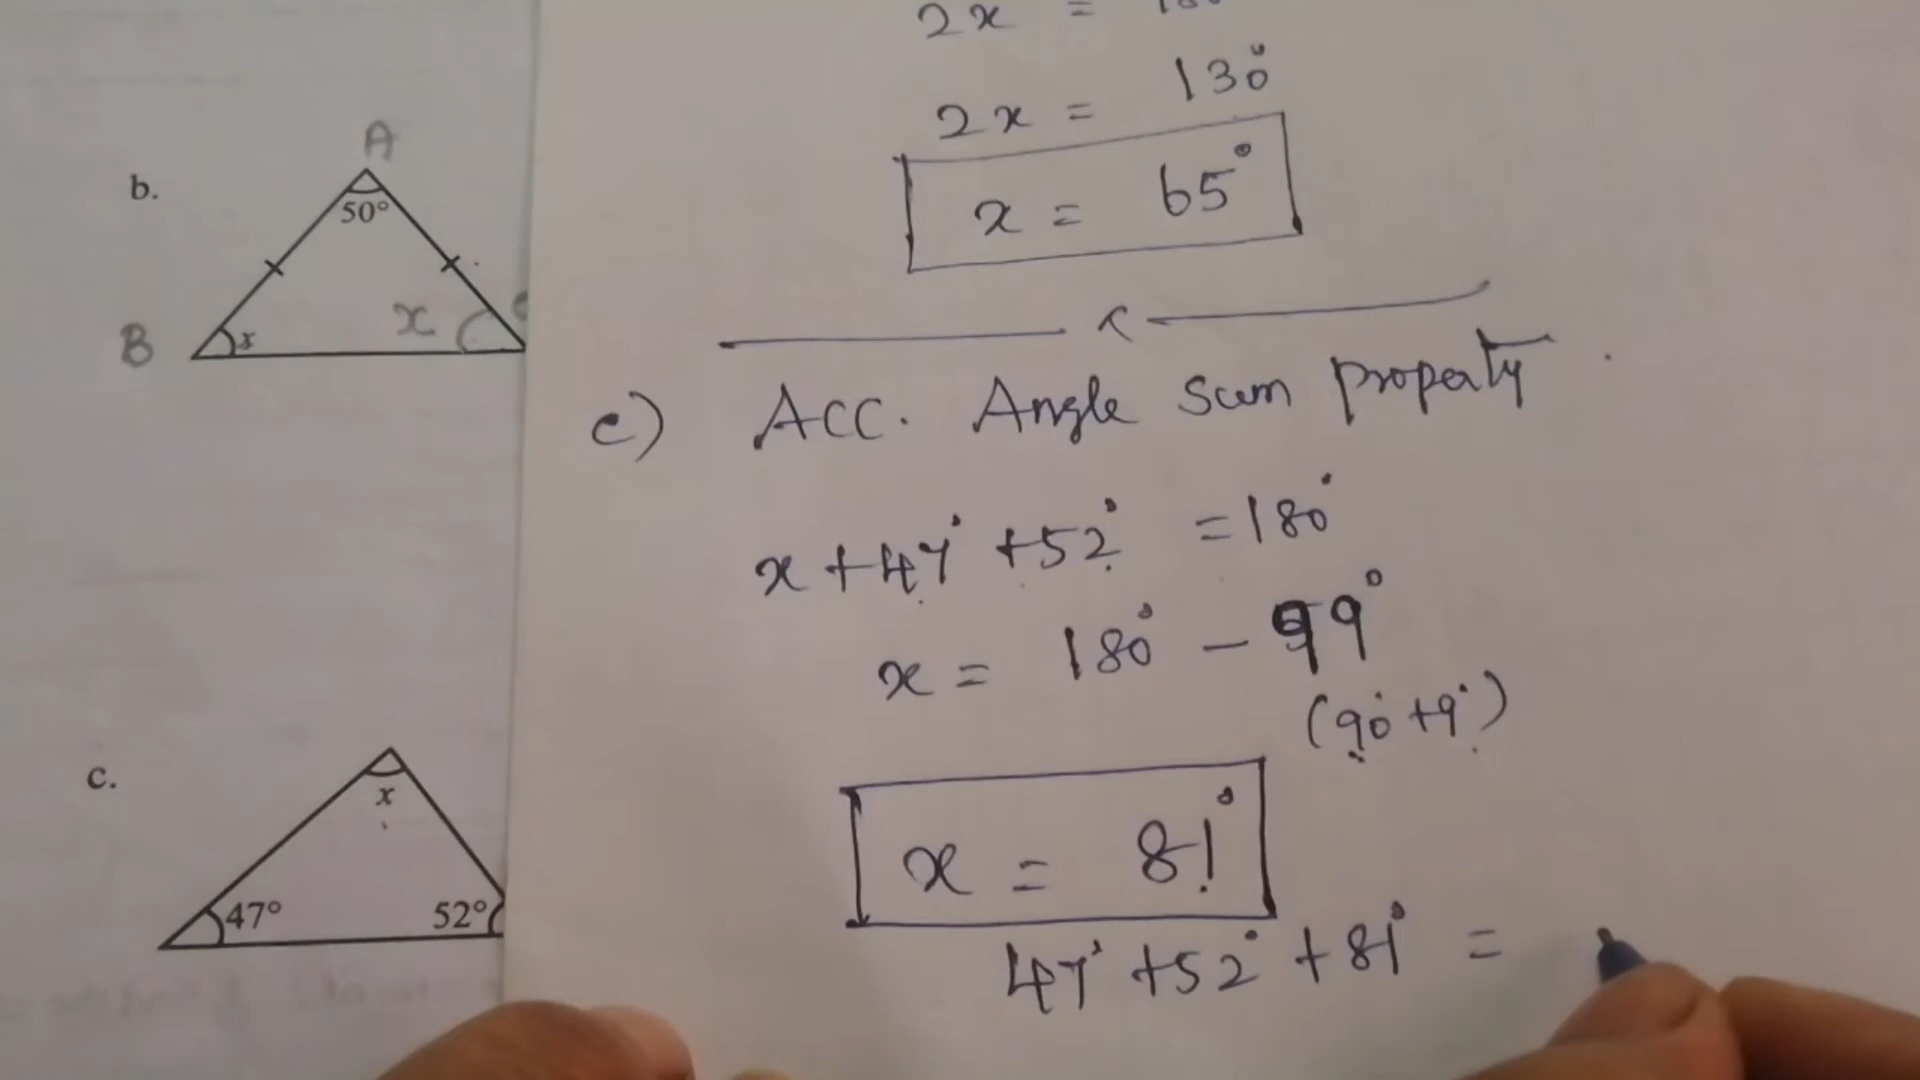 2x =
2x = 130°
x = 65°
b.
A
50°
B
x
x
c) Acc. Angle Sum property.
x + 47° + 52° = 180°
x = 180° - 99°
(90° + 9°)
x = 81°
47° + 52° + 81° =
c.
x
47°
52°